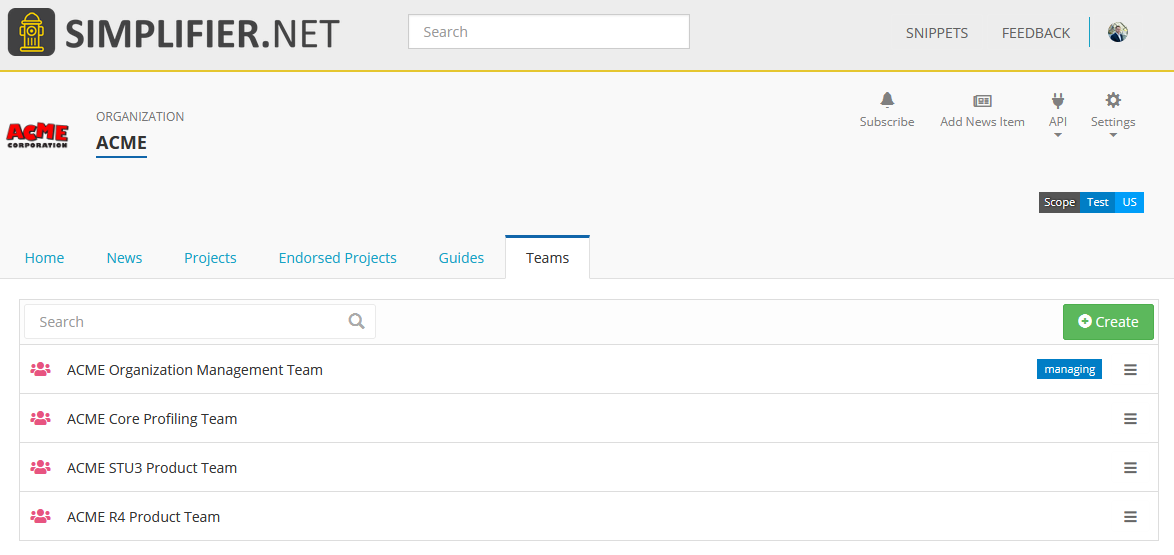 SIMPLIFIER.NET
Search
SNIPPETS
FEEDBACK
ACME
CORPORATION
ORGANIZATION
ACME
Subscribe
Add News Item
API
Settings
Scope Test US
Home
News
Projects
Endorsed Projects
Guides
Teams
Search
Create
ACME Organization Management Team
managing
ACME Core Profiling Team
ACME STU3 Product Team
ACME R4 Product Team